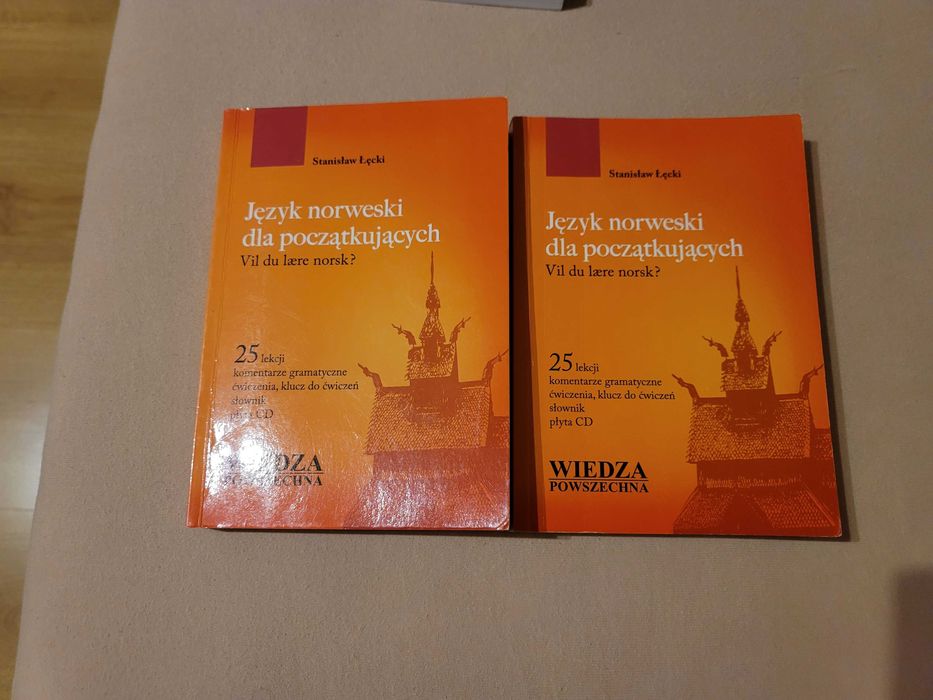 Stanisław Łęcki
Język norweski
dla początkujących
Vil du lære norsk?
25 lekcji
komentarze gramatyczne
ćwiczenia, klucz do ćwiczeń
słownik
płyta CD
WIEDZA
POWSZECHNA
Stanisław Łęcki
Język norweski
dla początkujących
Vil du lære norsk?
25 lekcji
komentarze gramatyczne
ćwiczenia, klucz do ćwiczeń
słownik
płyta CD
WIEDZA
POWSZECHNA